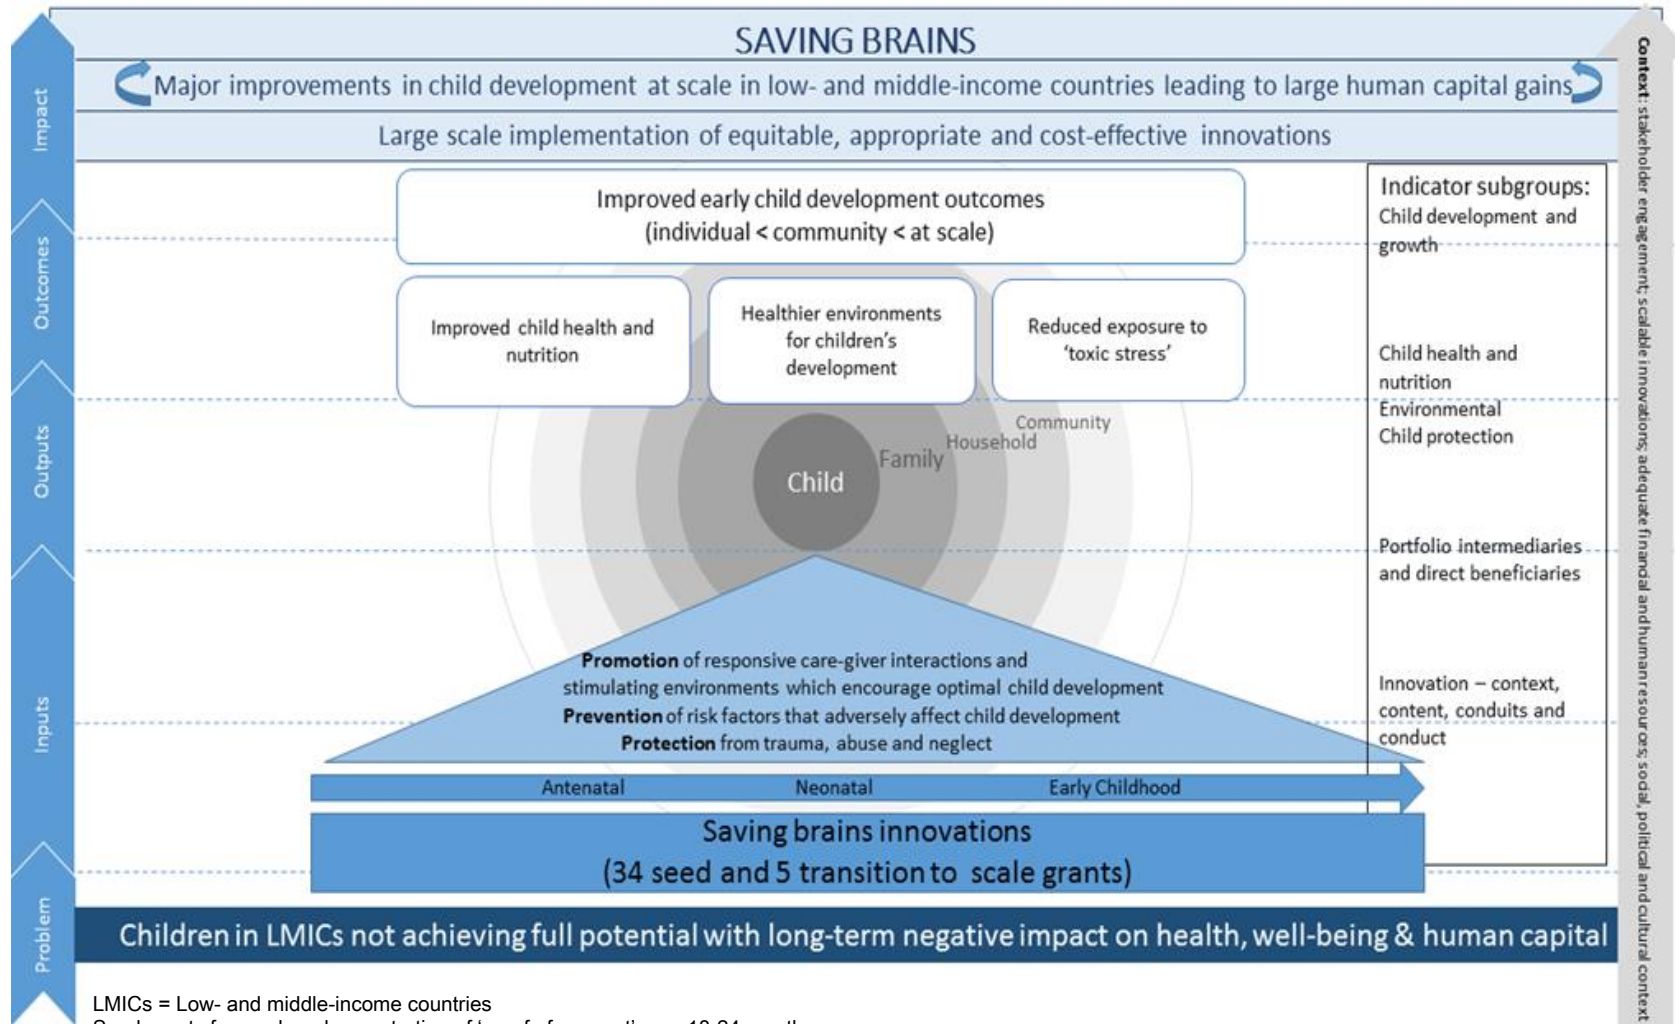 SAVING BRAINS
Major improvements in child development at scale in low- and middle-income countries leading to large human capital gains
Large scale implementation of equitable, appropriate and cost-effective innovations
Impact
Outcomes
Outputs
Inputs
Problem
Improved early child development outcomes
(individual < community < at scale)
Improved child health and
nutrition
Healthier environments
for children's
development
Reduced exposure to
'toxic stress'
Community
Household
Family
Child
Promotion of responsive care-giver interactions and
stimulating environments which encourage optimal child development
Prevention of risk factors that adversely affect child development
Protection from trauma, abuse and neglect
Antenatal Neonatal Early Childhood
Saving brains innovations
(34 seed and 5 transition to scale grants)
Indicator subgroups:
Child development and
growth
Child health and
nutrition
Environmental
Child protection
Portfolio intermediaries
and direct beneficiaries
Innovation – context,
content, conduits and
conduct
Context: stakeholder engagement; scalable innovations; adequate financial and human resources; social, political and cultural context
Children in LMICs not achieving full potential with long-term negative impact on health, well-being & human capital
LMICs = Low- and middle-income countries